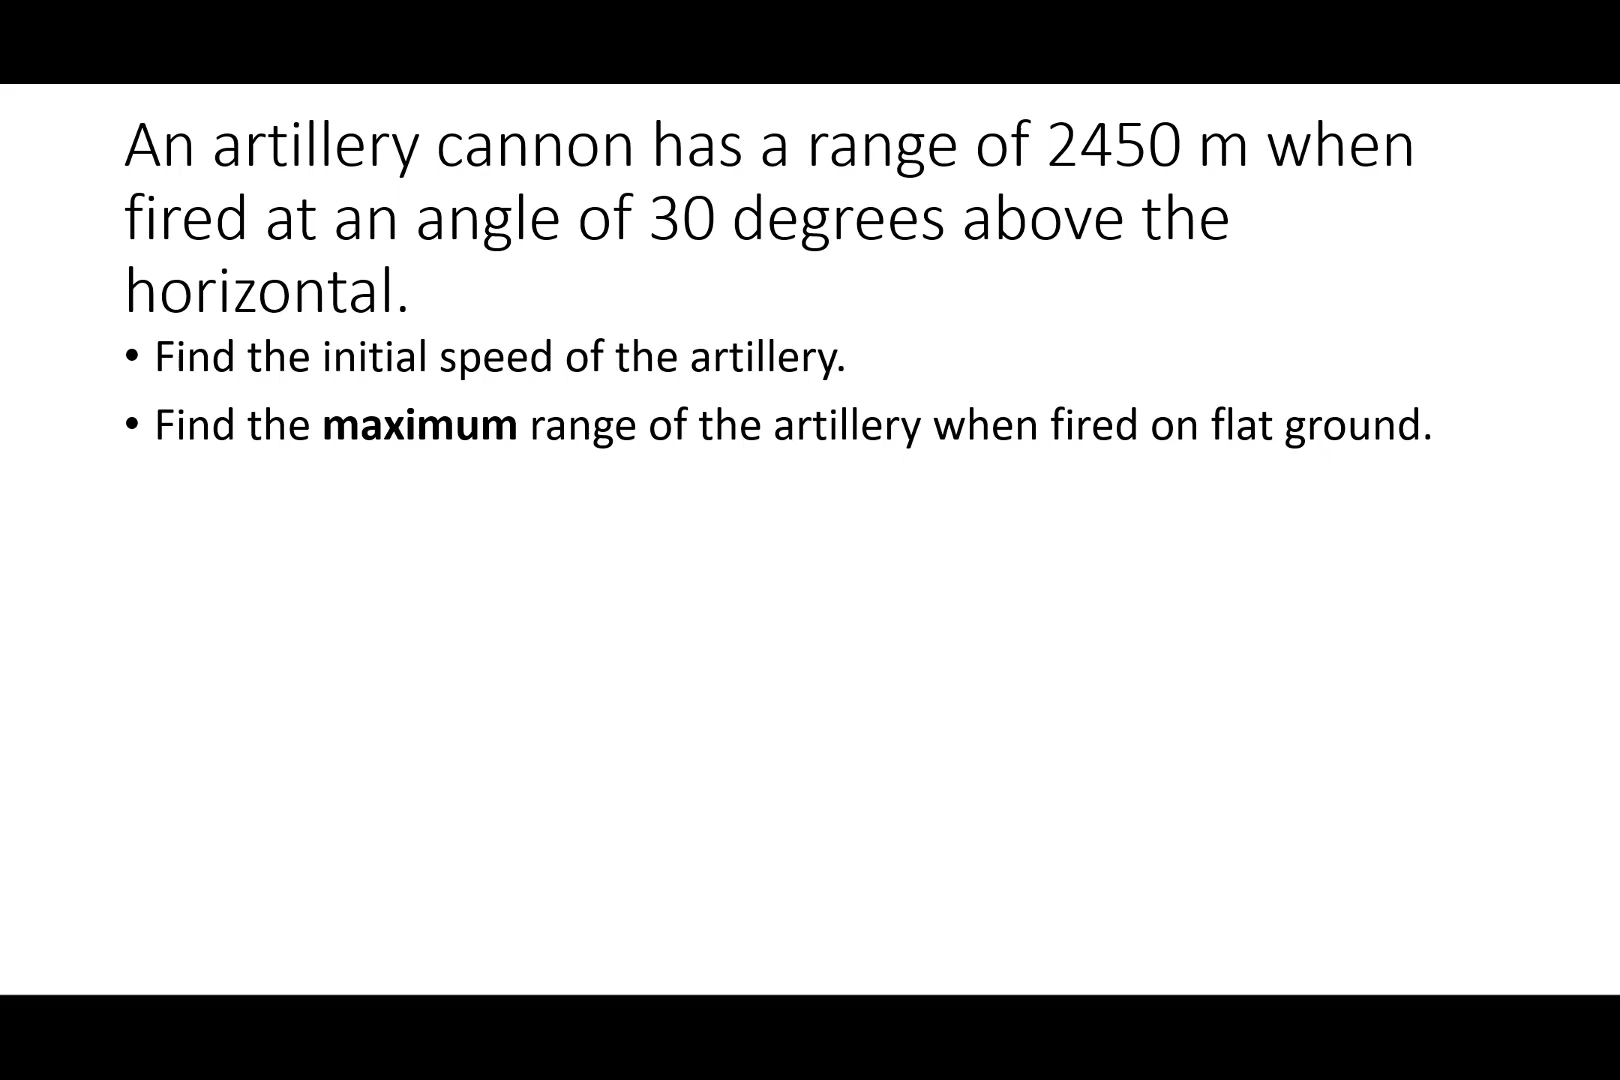 An artillery cannon has a range of 2450 m when
fired at an angle of 30 degrees above the
horizontal.
• Find the initial speed of the artillery.
• Find the maximum range of the artillery when fired on flat ground.